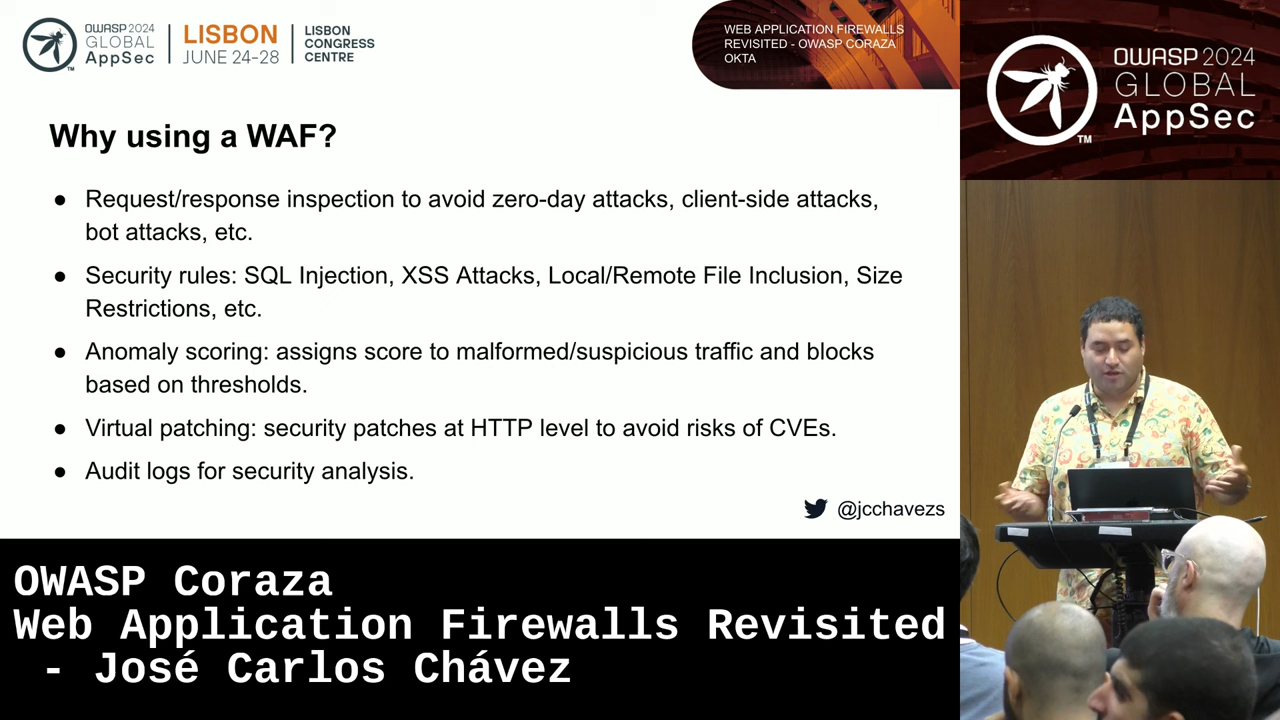 OWASP 2024
GLOBAL
AppSec
LISBON
JUNE 24-28
LISBON
CONGRESS
CENTRE
TM
WEB APPLICATION FIREWALLS
REVISITED - OWASP CORAZA
OKTA
OWASP 2024
GLOBAL
AppSec
TM
Why using a WAF?
● Request/response inspection to avoid zero-day attacks, client-side attacks,
bot attacks, etc.
● Security rules: SQL Injection, XSS Attacks, Local/Remote File Inclusion, Size
Restrictions, etc.
● Anomaly scoring: assigns score to malformed/suspicious traffic and blocks
based on thresholds.
● Virtual patching: security patches at HTTP level to avoid risks of CVEs.
● Audit logs for security analysis.
@jcchavezs
OWASP Coraza
Web Application Firewalls Revisited
- José Carlos Chávez